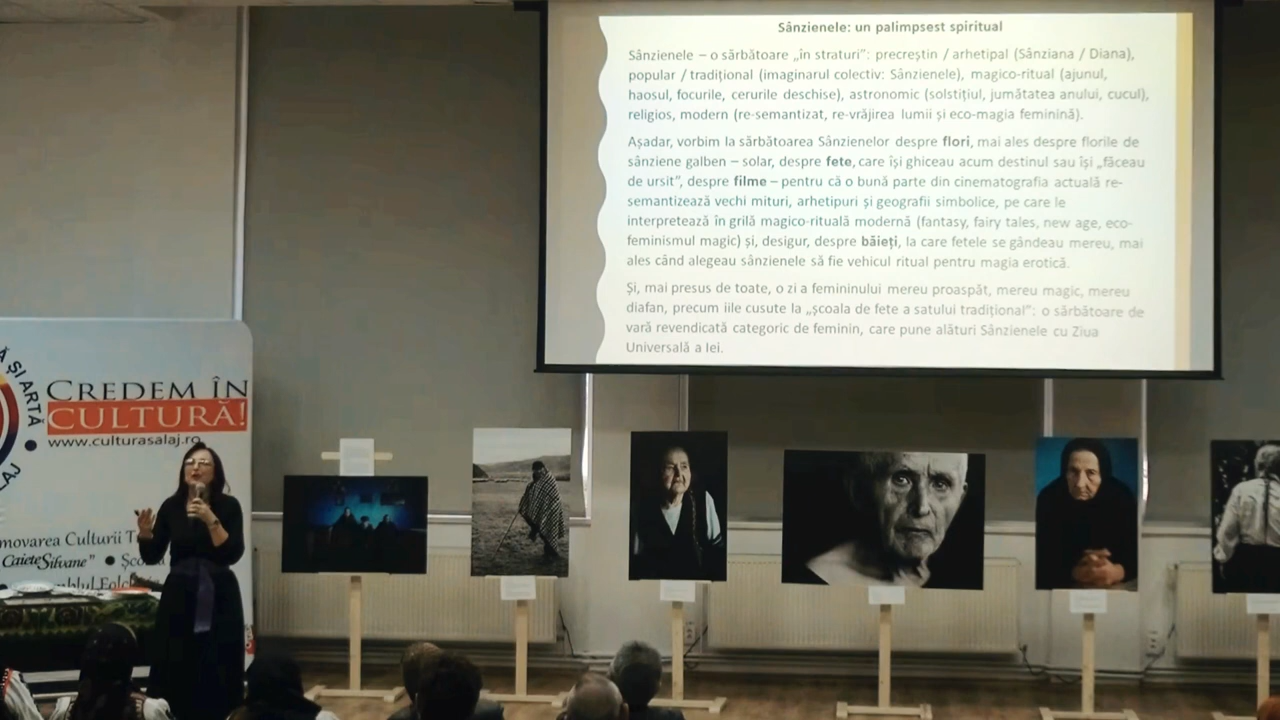 Sânzienele: un palimpsest spiritual
Sânzienele – o sărbătoare „în straturi”: precreștin / arhetipal (Sânziana / Diana),
popular / tradițional (imaginarul colectiv: Sânzienele), magico-ritual (ajunul,
haosul, focurile, cerurile deschise), astronomic (solstițiul, jumătatea anului, cucul),
religios, modern (re-semantizat, re-vrăjirea lumii și eco-magia feminină).
Așadar, vorbim la sărbătoarea Sânzienelor despre flori, mai ales despre florile de
sânziene galben – solar, despre fete, care își ghiceau acum destinul sau își „făceau
de ursit”, despre filme – pentru că o bună parte din cinematografia actuală re-
semantizează vechi mituri, arhetipuri și geografii simbolice, pe care le
interpretează în grilă magico-rituală modernă (fantasy, fairy tales, new age, eco-
feminismul magic) și, desigur, despre băieți, la care fetele se gândeau mereu, mai
ales când alegeau sânzienele să fie vehicul ritual pentru magia erotică.
Și, mai presus de toate, o zi a femininului mereu proaspăt, mereu magic, mereu
diafan, precum iile cusute la „școala de fete a satului tradițional”: o sărbătoare de
vară revendicată categoric de feminin, care pune alături Sânzienele cu Ziua
Universală a Iei.
Ă ȘI ARTĂ
CREDEM ÎN
CULTURĂ!
www.culturasalaj.ro
movarea Culturii T
Caiete Silvane" •